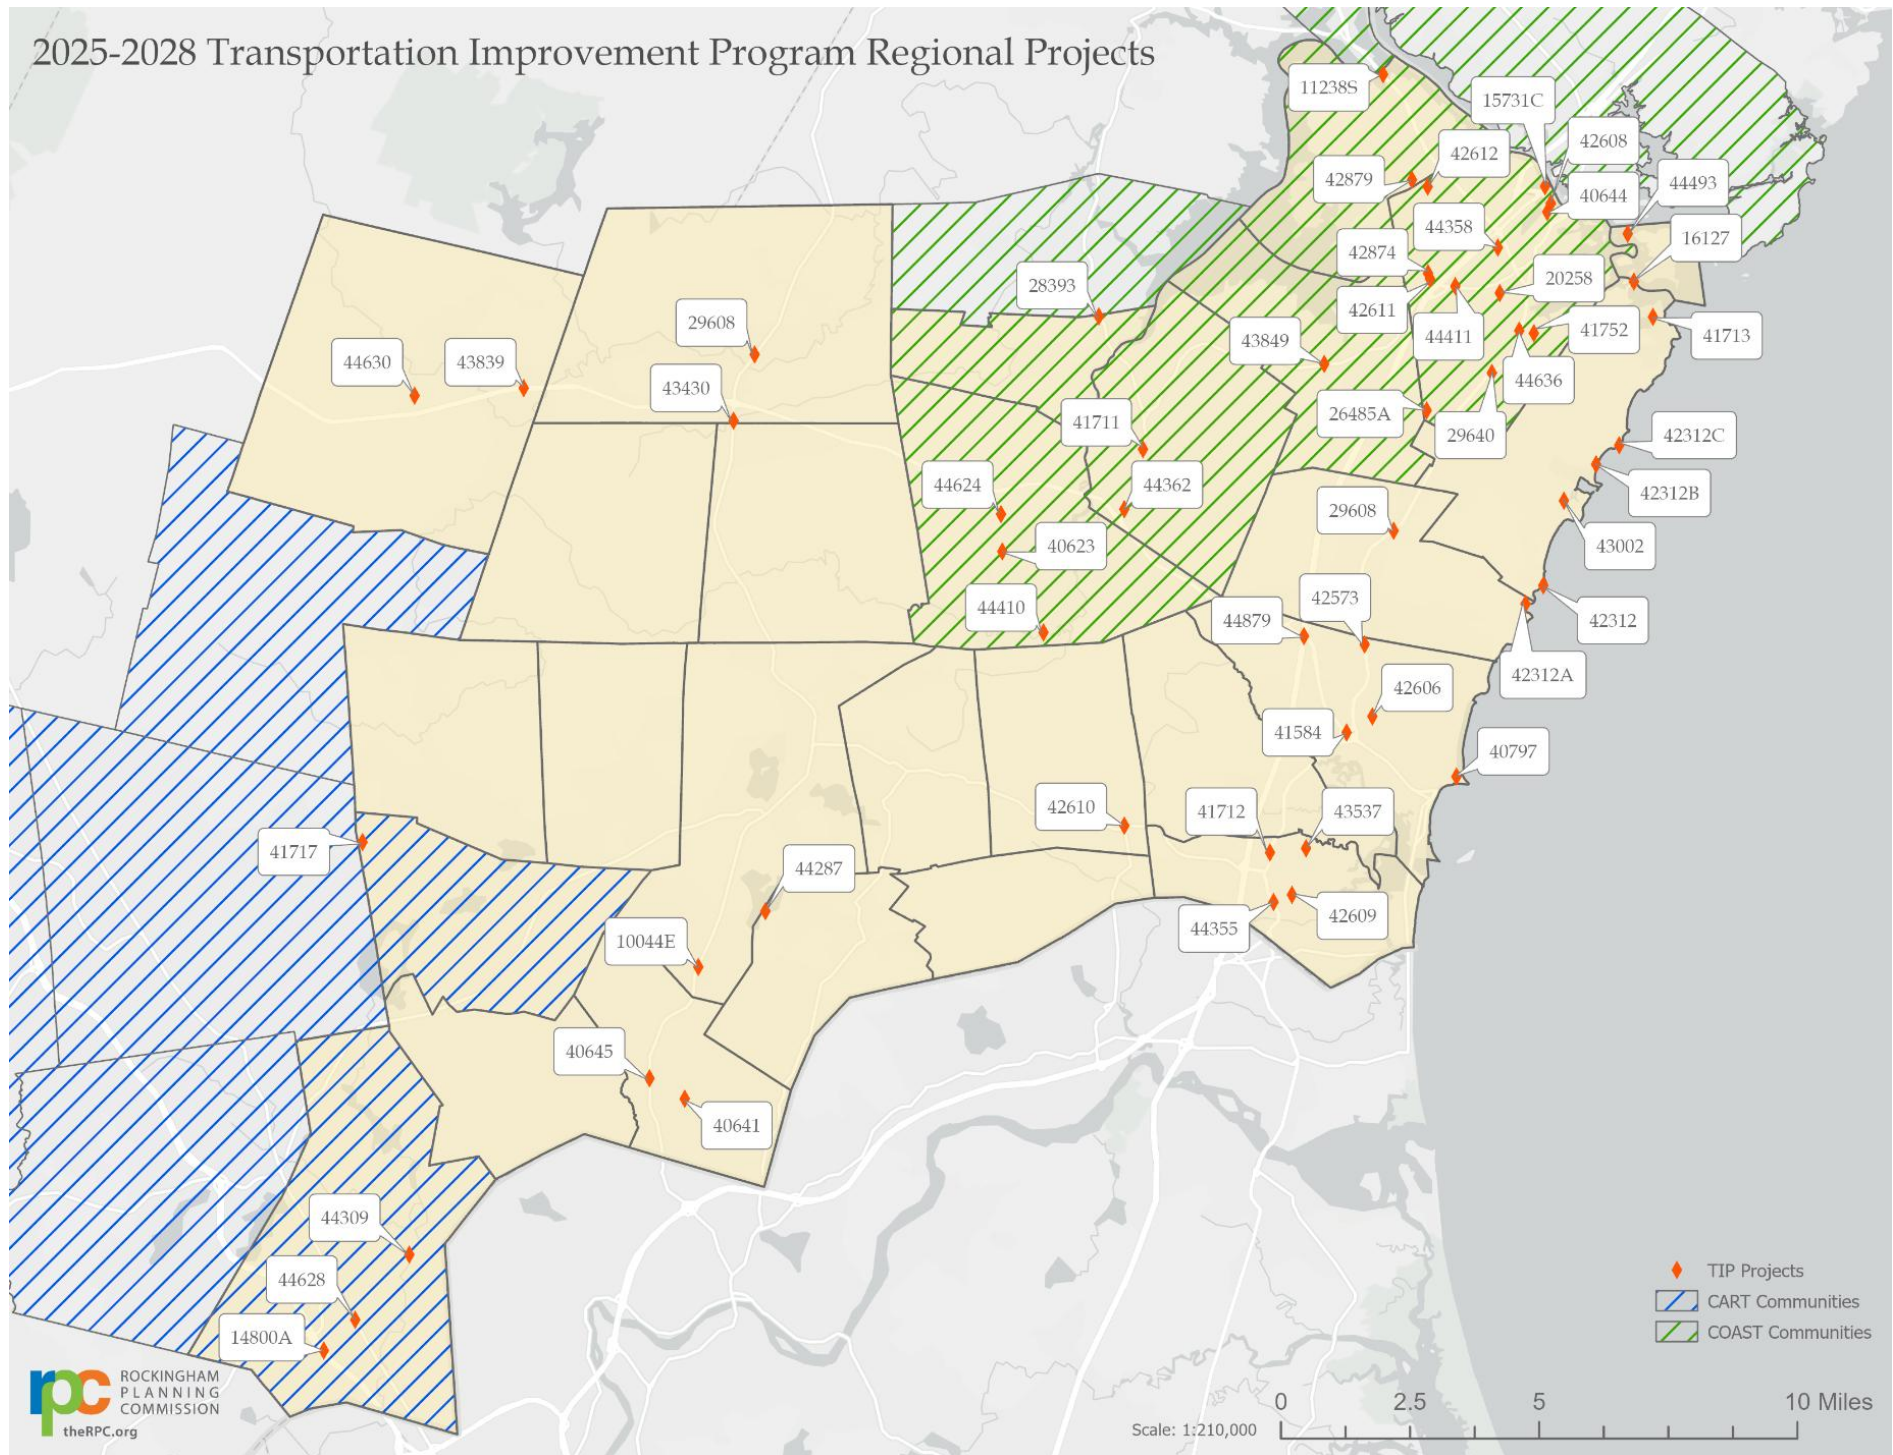 2025-2028 Transportation Improvement Program Regional Projects
11238S
15731C
42608
42612
42879
44493
40644
44358
16127
42874
28393
20258
42611
29608
41752
41713
43849
44411
44630
43839
43430
44636
26485A
41711
29640
42312C
44624
44362
42312B
29608
40623
43002
42573
44410
44879
42312
42312A
42606
41584
40797
42610
41712
43537
41717
44287
42609
44355
10044E
40645
40641
44309
44628
14800A
TIP Projects
CART Communities
COAST Communities
rpc
ROCKINGHAM
PLANNING
COMMISSION
theRPC.org
0 2.5 5 10 Miles
Scale: 1:210,000